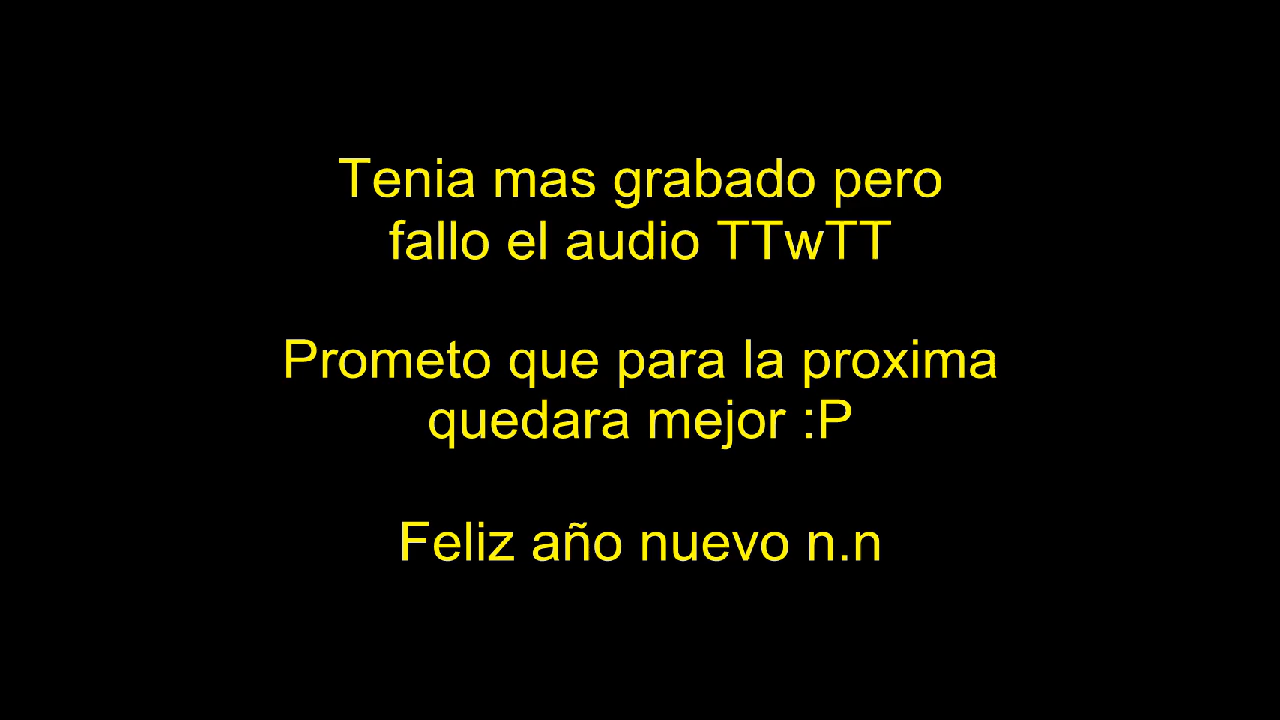 Tenia mas grabado pero
fallo el audio TTwTT
Prometo que para la proxima
quedara mejor :P
Feliz año nuevo n.n